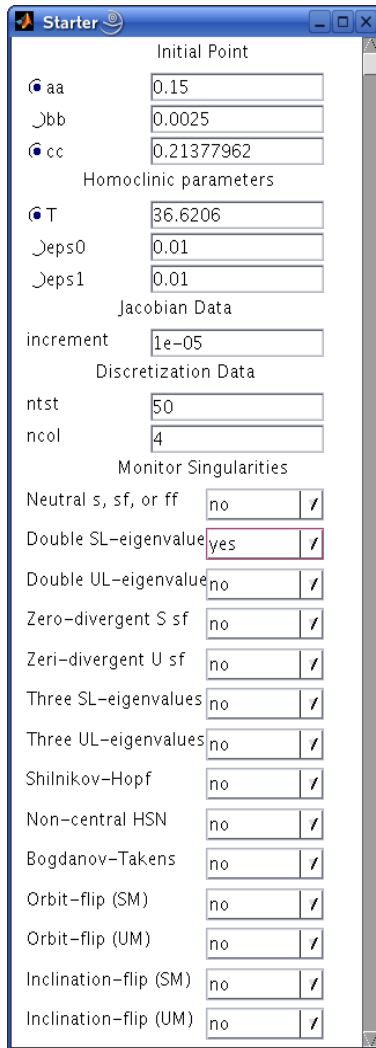 Starter
Initial Point
aa 0.15
bb 0.0025
cc 0.21377962
Homoclinic parameters
T 36.6206
eps0 0.01
eps1 0.01
Jacobian Data
increment 1e-05
Discretization Data
ntst 50
ncol 4
Monitor Singularities
Neutral s, sf, or ff no
Double SL-eigenvalue yes
Double UL-eigenvalue no
Zero-divergent S sf no
Zeri-divergent U sf no
Three SL-eigenvalues no
Three UL-eigenvalues no
Shilnikov-Hopf no
Non-central HSN no
Bogdanov-Takens no
Orbit-flip (SM) no
Orbit-flip (UM) no
Inclination-flip (SM) no
Inclination-flip (UM) no